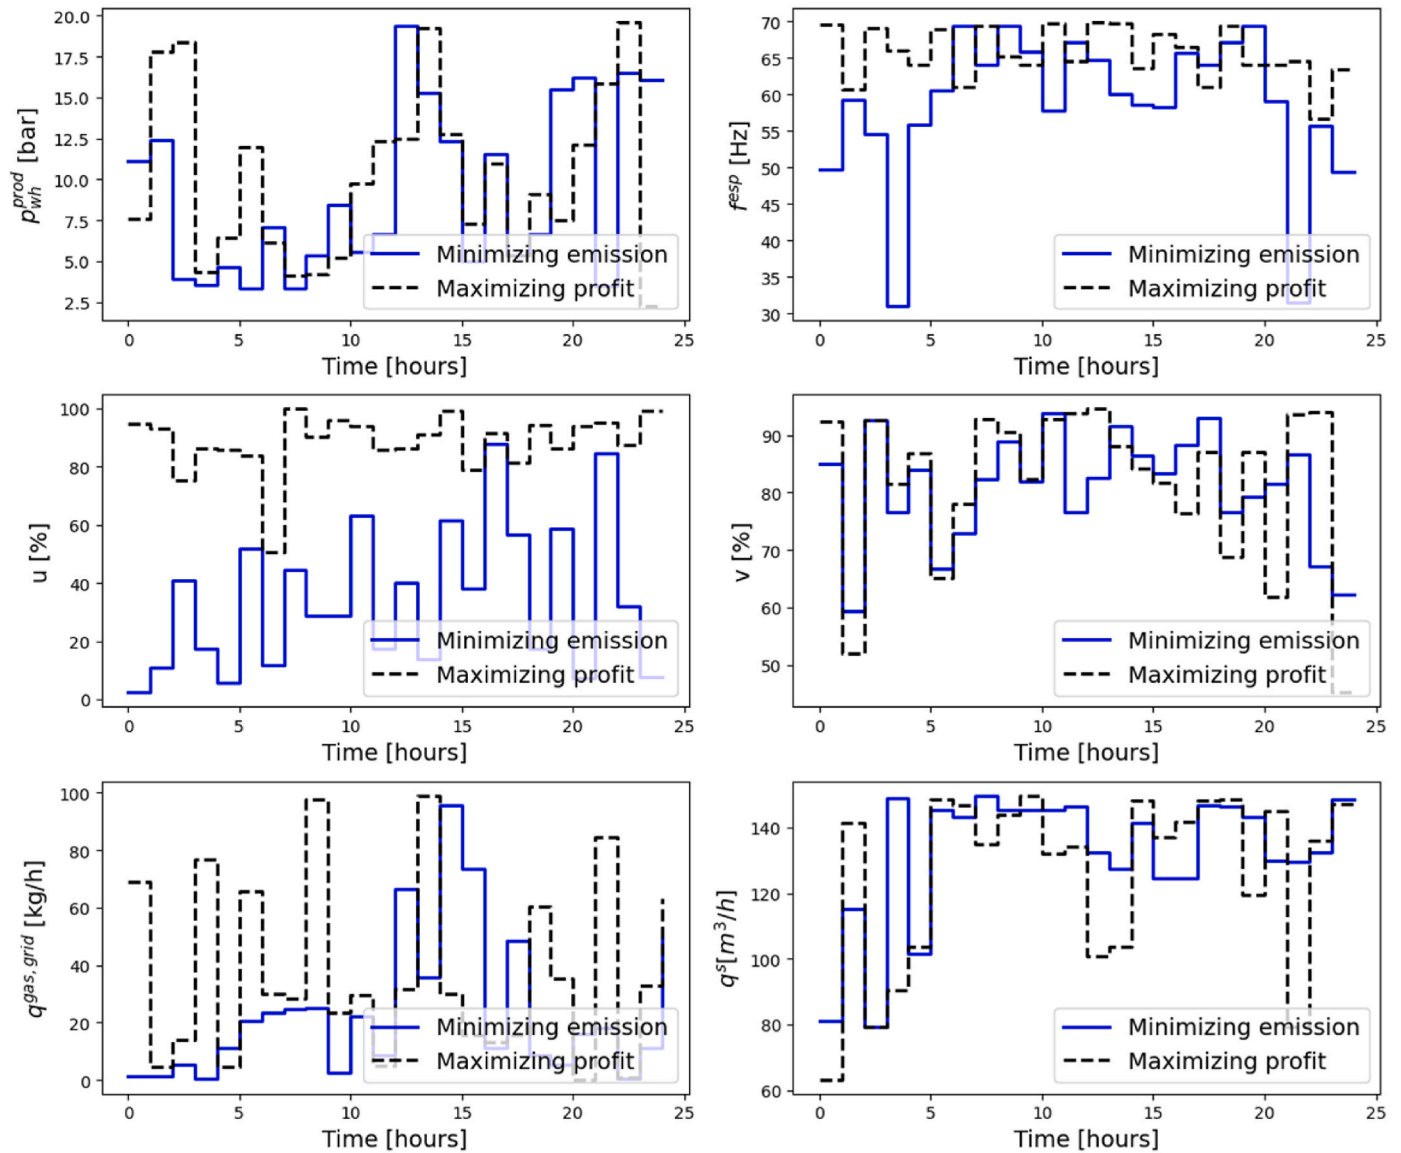 20.0
17.5
15.0
12.5
10.0
7.5
5.0
2.5
p_{wh}^{prod} [bar]
Minimizing emission
Maximizing profit
0 5 10 15 20 25
Time [hours]
70
65
60
55
50
45
40
35
30
f^{esp} [Hz]
Minimizing emission
Maximizing profit
0 5 10 15 20 25
Time [hours]
100
80
60
40
20
0
u [%]
Minimizing emission
Maximizing profit
0 5 10 15 20 25
Time [hours]
90
80
70
60
50
v [%]
Minimizing emission
Maximizing profit
0 5 10 15 20 25
Time [hours]
100
80
60
40
20
0
q^{gas,grid} [kg/h]
Minimizing emission
Maximizing profit
0 5 10 15 20 25
Time [hours]
140
120
100
80
60
q^s[m^3/h]
Minimizing emission
Maximizing profit
0 5 10 15 20 25
Time [hours]